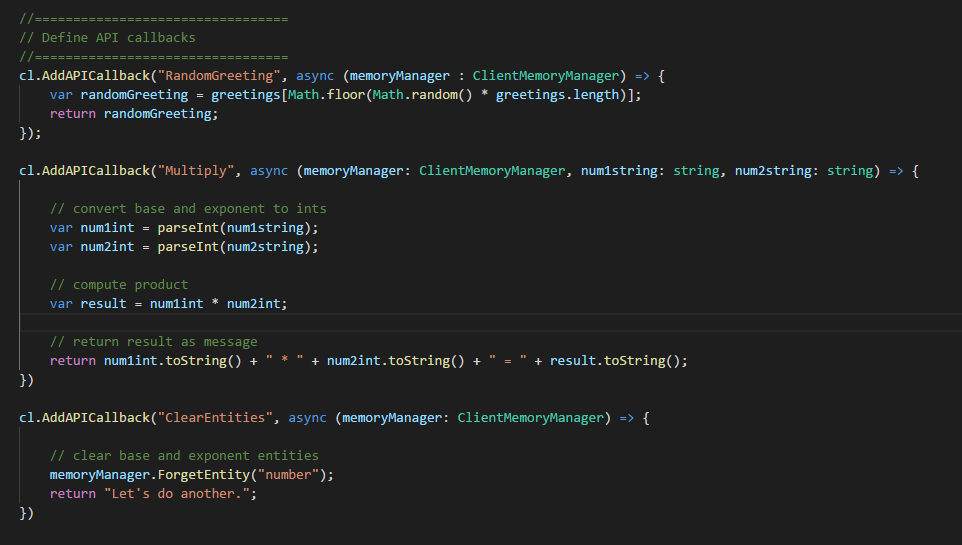 //=================================
// Define API callbacks
//=================================
cl.AddAPICallback("RandomGreeting", async (memoryManager : ClientMemoryManager) => {
    var randomGreeting = greetings[Math.floor(Math.random() * greetings.length)];
    return randomGreeting;
});

cl.AddAPICallback("Multiply", async (memoryManager: ClientMemoryManager, num1string: string, num2string: string) => {

    // convert base and exponent to ints
    var num1int = parseInt(num1string);
    var num2int = parseInt(num2string);

    // compute product
    var result = num1int * num2int;

    // return result as message
    return num1int.toString() + " * " + num2int.toString() + " = " + result.toString();
})

cl.AddAPICallback("ClearEntities", async (memoryManager: ClientMemoryManager) => {

    // clear base and exponent entities
    memoryManager.ForgetEntity("number");
    return "Let's do another.";
})